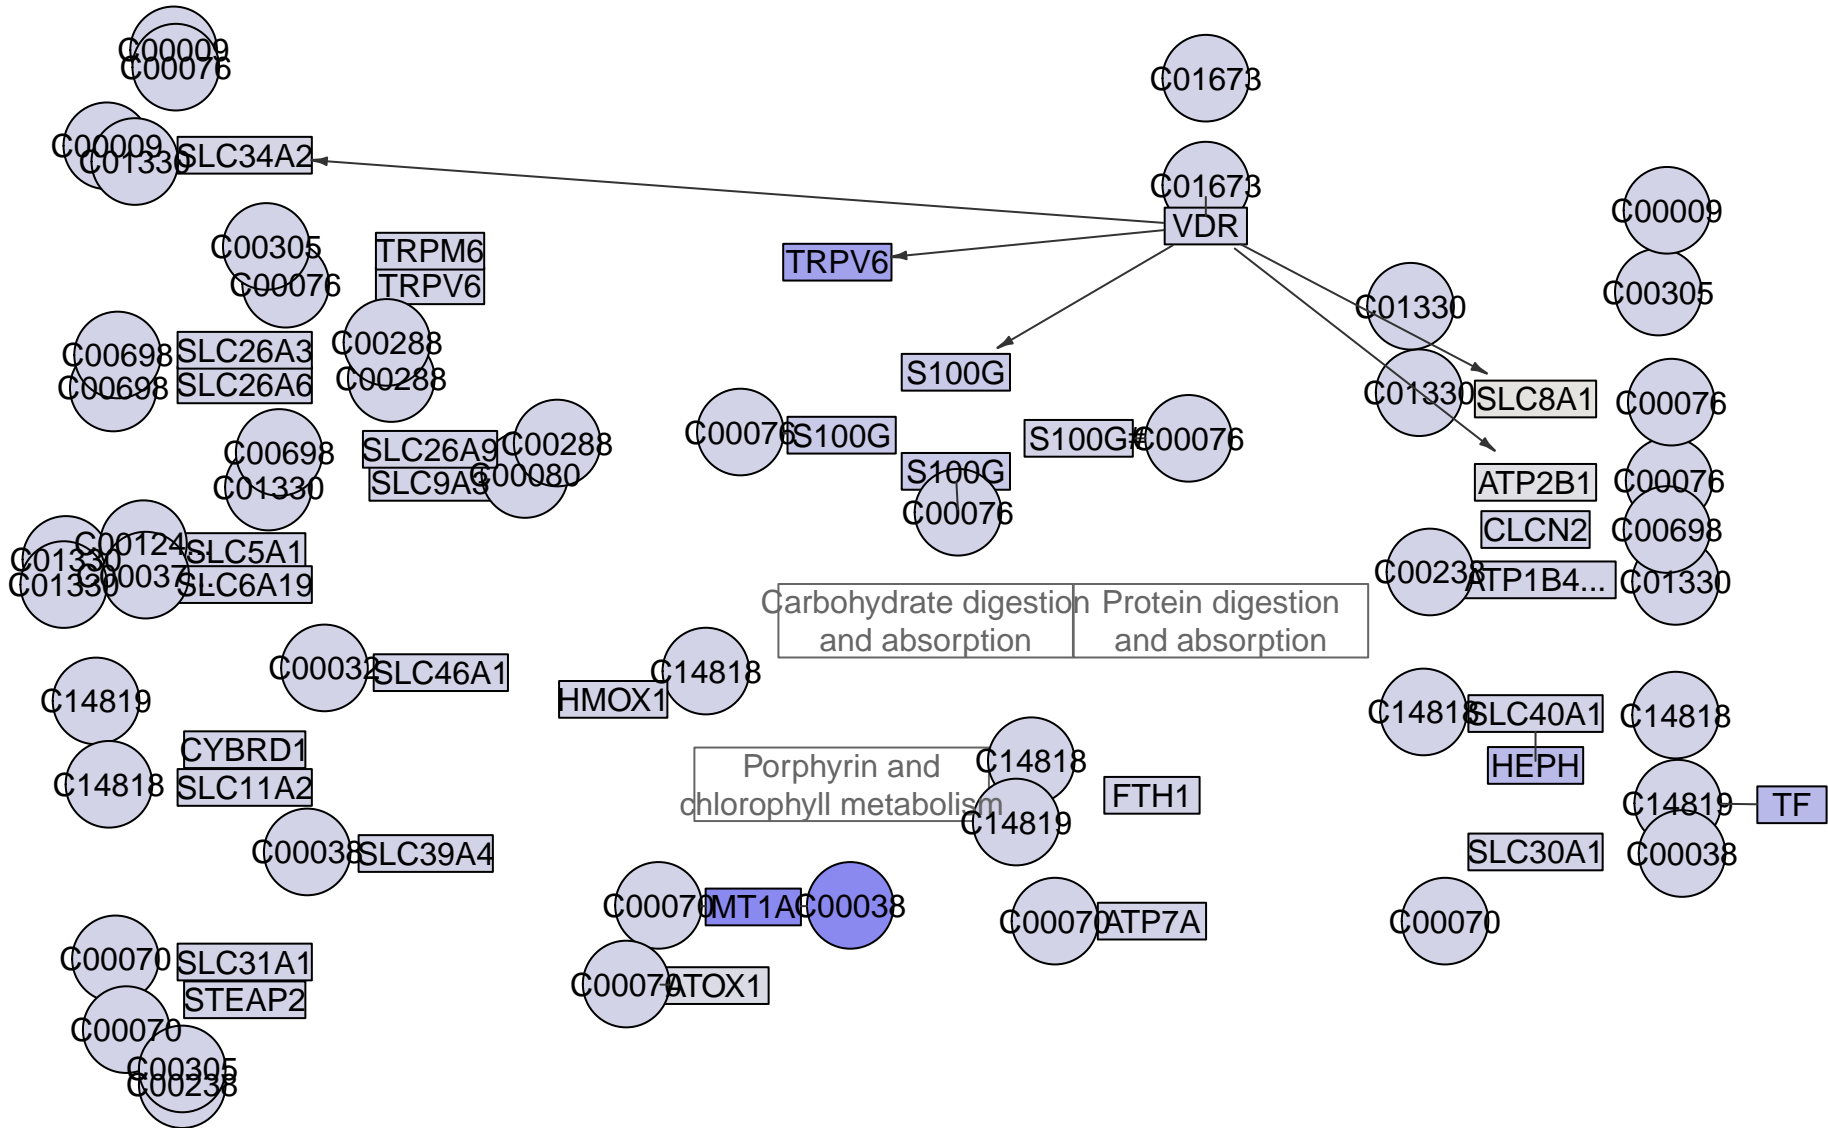 C00009
C00076
C01673
C00009
C01330
SLC34A2
C01673
VDR
C00009
C00305
C00076
TRPM6
TRPV6
TRPV6
C01330
C00305
C00698
C00698
SLC26A3
SLC26A6
C00288
C00288
S100G
C01330
SLC8A1
C00076
C00698
C01330
SLC26A9
SLC9A3
C00288
C00080
C00076
S100G
S100G
C00076
S100G#
C00076
ATP2B1
C00076
CLCN2
C00698
C01330
C01330
C00124...
C00037...
SLC5A1
SLC6A19
C00238
ATP1B4...
C01330
Carbohydrate digestion
and absorption
Protein digestion
and absorption
C00032
SLC46A1
HMOX1
C14818
C14819
C14818
CYBRD1
SLC11A2
C14818
SLC40A1
HEPH
C14818
Porphyrin and
chlorophyll metabolism
C14818
C14819
FTH1
C14819
TF
C00038
SLC39A4
SLC30A1
C00038
C00070
MT1A
C00038
C00070
ATP7A
C00070
C00070
SLC31A1
STEAP2
C00070
ATOX1
C00070
C00305
C00238